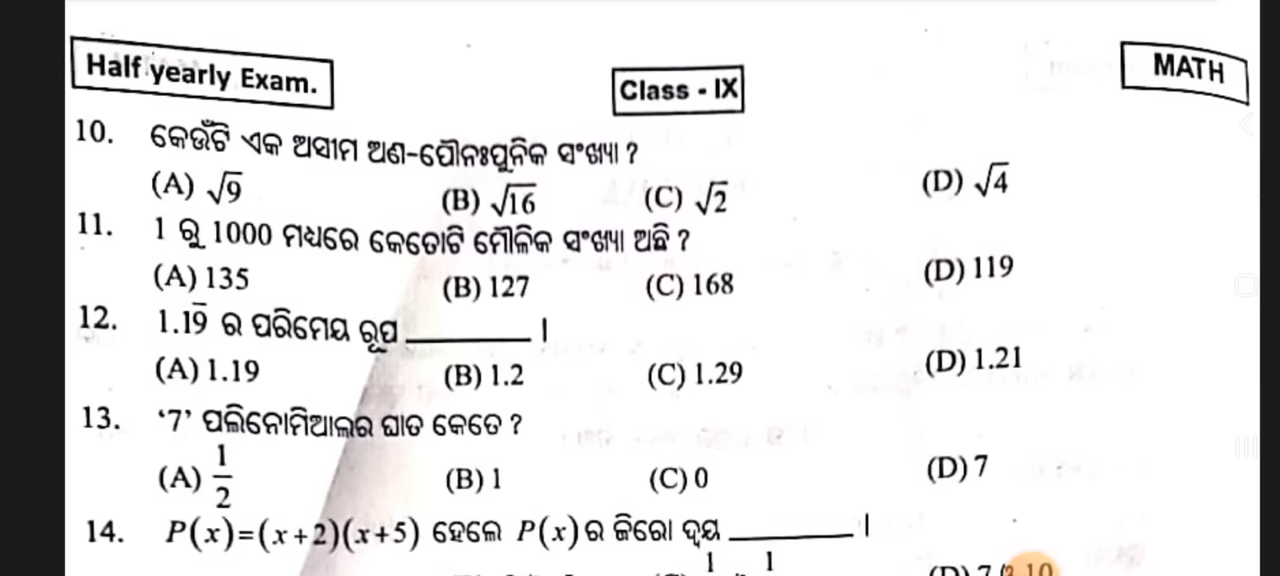 Half yearly Exam.
Class - IX
MATH
10. କେଉଁଟି ଏକ ଅସୀମ ଅଣ-ପୌନଃପୁନିକ ସଂଖ୍ୟା ?
(A) √9 (B) √16 (C) √2 (D) √4
11. 1 ରୁ 1000 ମଧ୍ୟରେ କେତୋଟି ମୌଳିକ ସଂଖ୍ୟା ଅଛି ?
(A) 135 (B) 127 (C) 168 (D) 119
12. 1.19̅ ର ପରିମେୟ ରୂପ ________ ।
(A) 1.19 (B) 1.2 (C) 1.29 (D) 1.21
13. ‘7’ ପଲିନୋମିଆଲର ଘାତ କେତେ ?
(A) 1/2 (B) 1 (C) 0 (D) 7
14. P(x)=(x+2)(x+5) ହେଲେ P(x) ର ଜିରୋ ଦ୍ୱୟ ________ ।